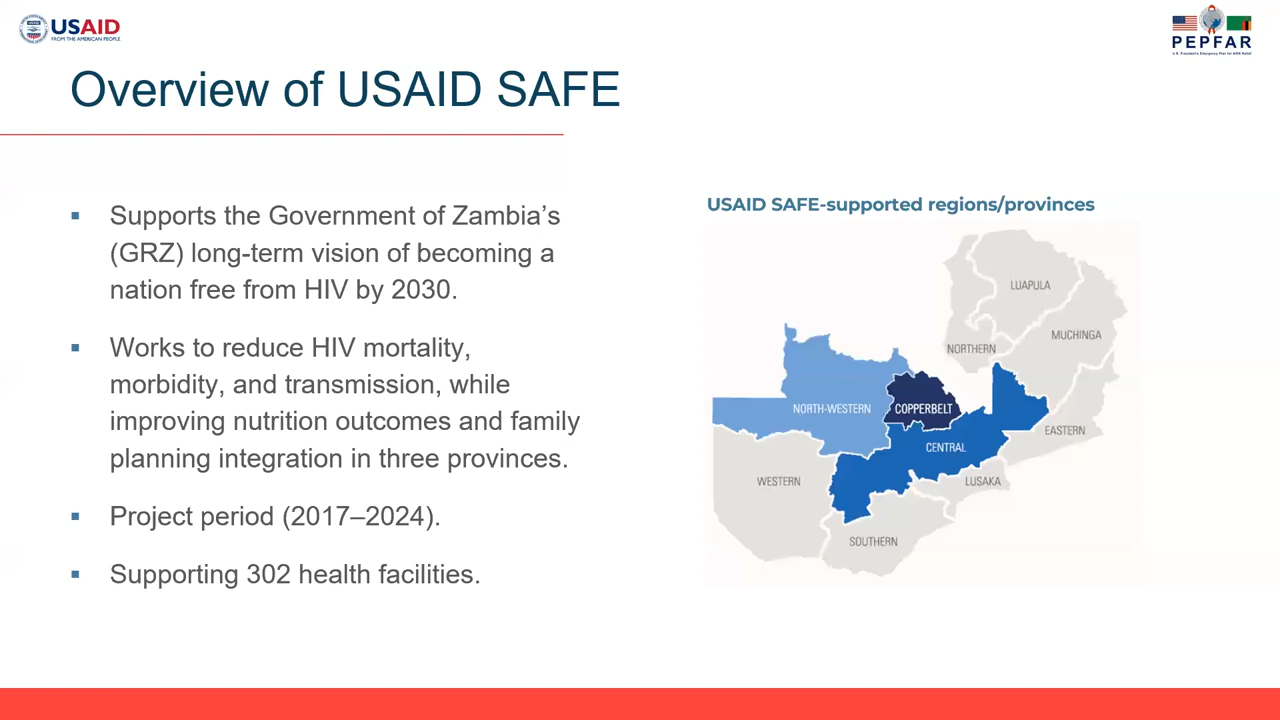 USAID
FROM THE AMERICAN PEOPLE
PEPFAR
U.S. President's Emergency Plan for AIDS Relief
Overview of USAID SAFE
▪ Supports the Government of Zambia’s
(GRZ) long-term vision of becoming a
nation free from HIV by 2030.
▪ Works to reduce HIV mortality,
morbidity, and transmission, while
improving nutrition outcomes and family
planning integration in three provinces.
▪ Project period (2017–2024).
▪ Supporting 302 health facilities.
USAID SAFE-supported regions/provinces
LUAPULA
MUCHINGA
NORTHERN
NORTH-WESTERN
COPPERBELT
EASTERN
CENTRAL
WESTERN
LUSAKA
SOUTHERN